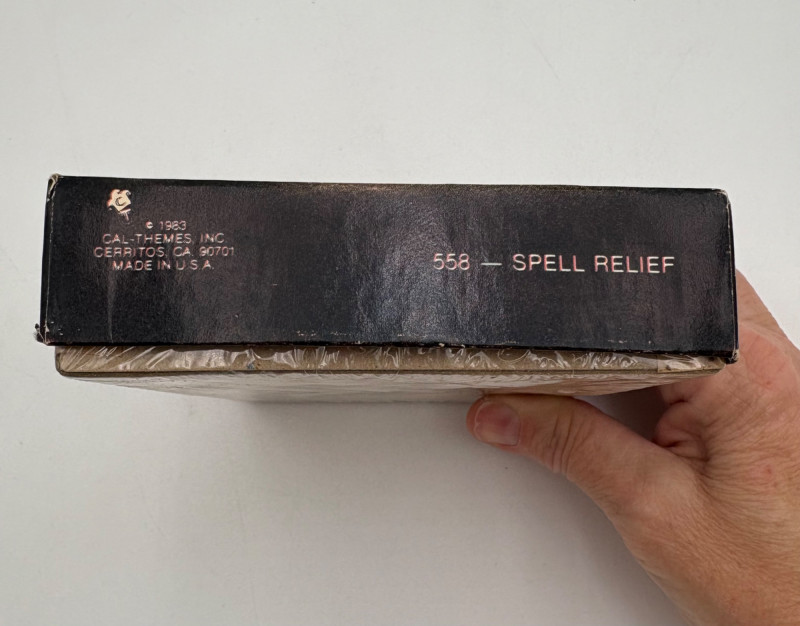 © 1983
CAL-THEMES, INC.
CERRITOS, CA. 90701
MADE IN U.S.A.
558 — SPELL RELIEF